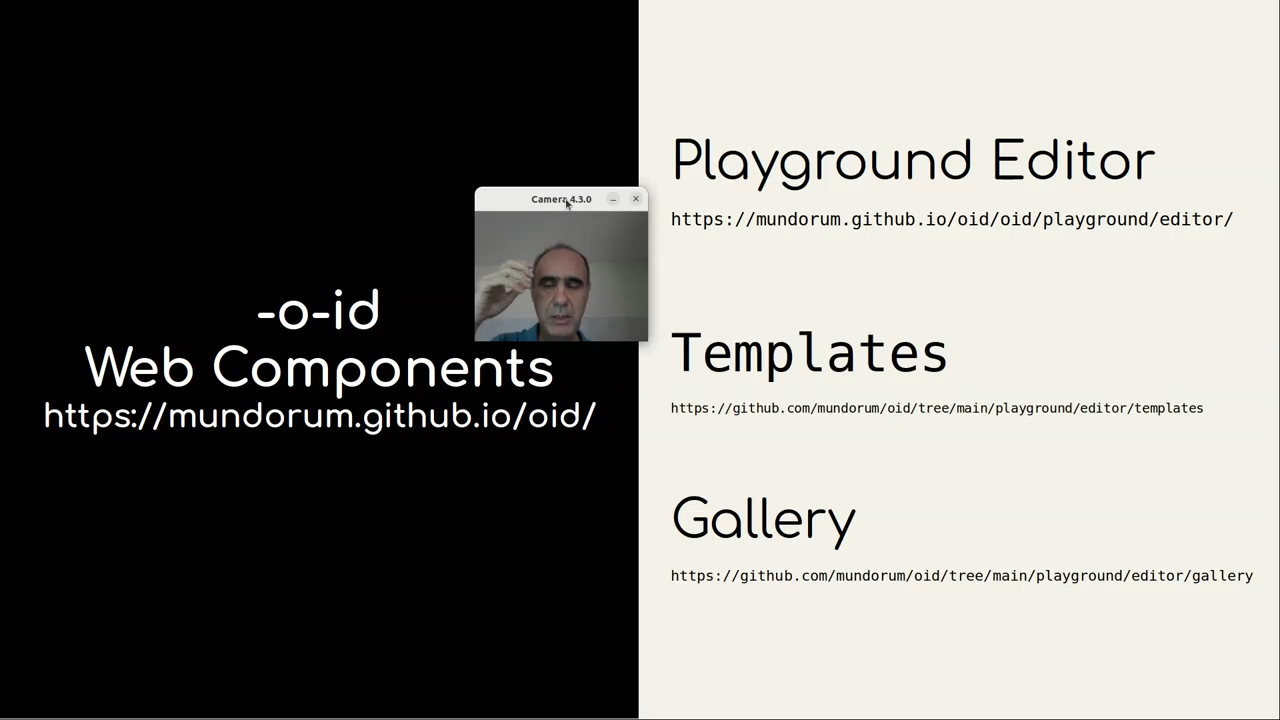 -o-id
Web Components
https://mundorum.github.io/oid/
Camera 4.3.0
Playground Editor
https://mundorum.github.io/oid/oid/playground/editor/
Templates
https://github.com/mundorum/oid/tree/main/playground/editor/templates
Gallery
https://github.com/mundorum/oid/tree/main/playground/editor/gallery